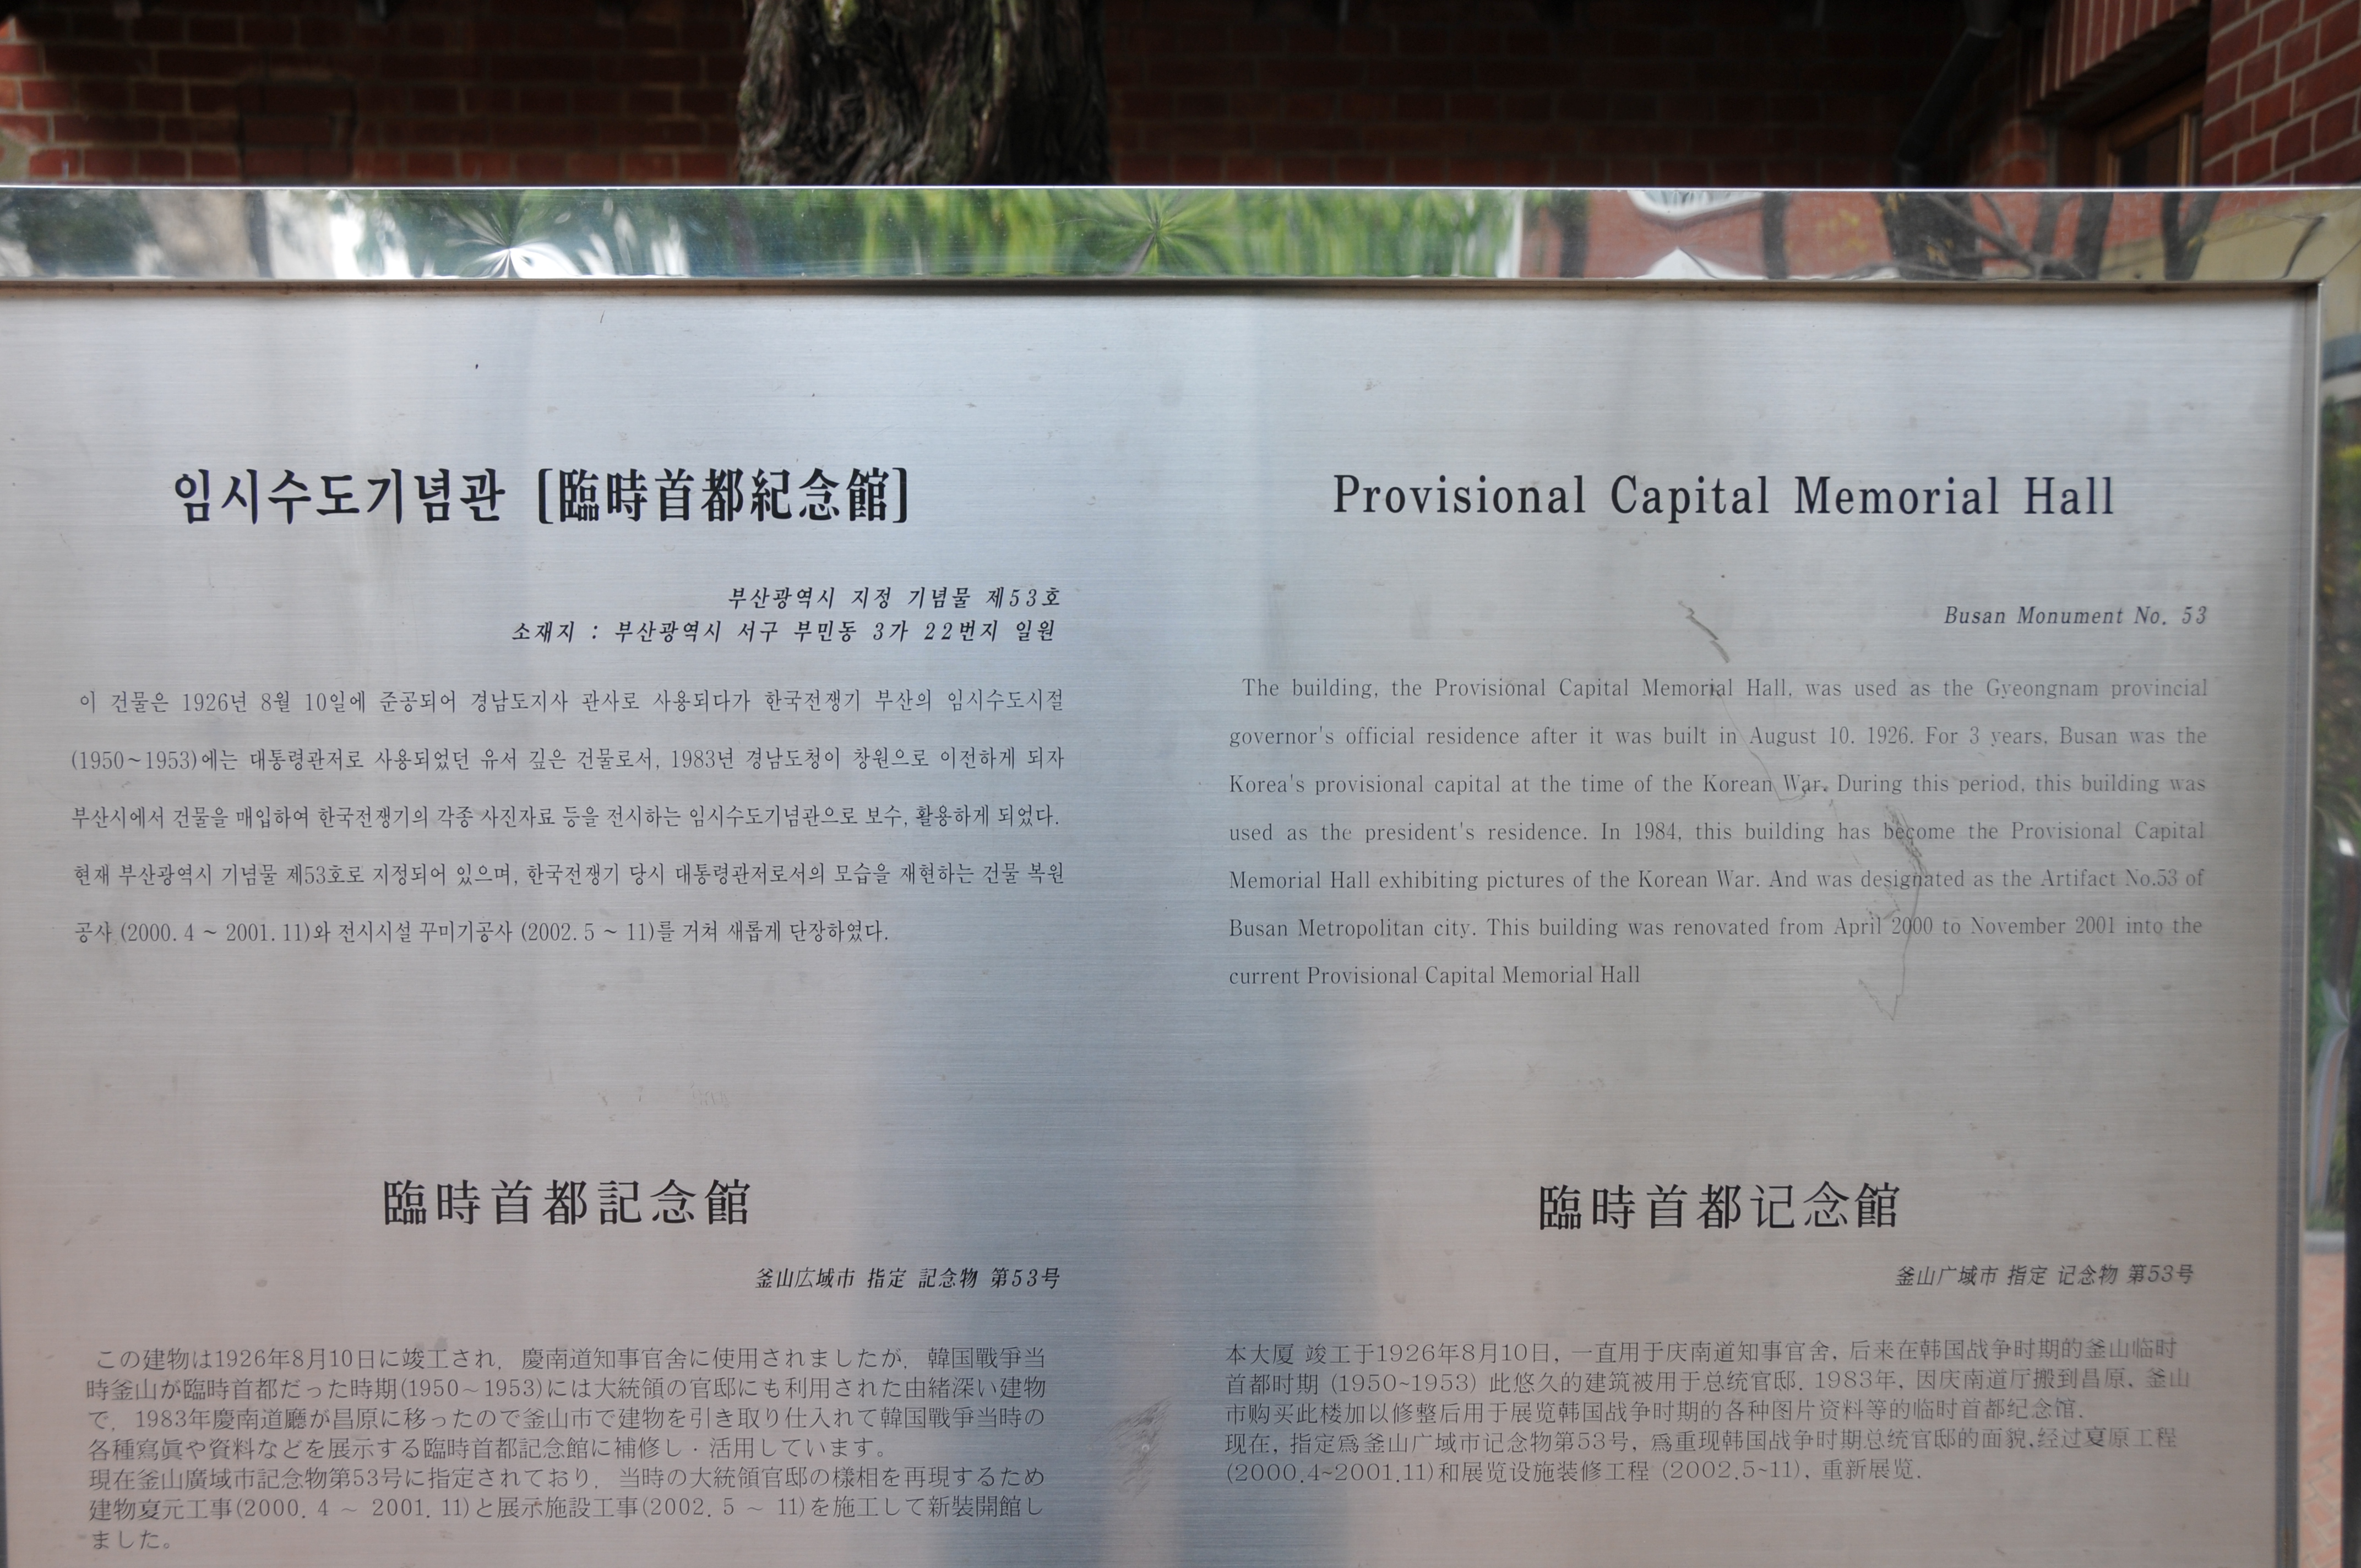 임시수도기념관 [臨時首都紀念館]
부산광역시 지정 기념물 제53호
소재지 : 부산광역시 서구 부민동 3가 22번지 일원
이 건물은 1926년 8월 10일에 준공되어 경남도지사 관사로 사용되다가 한국전쟁기 부산의 임시수도시절
(1950~1953)에는 대통령관저로 사용되었던 유서 깊은 건물로서, 1983년 경남도청이 창원으로 이전하게 되자
부산시에서 건물을 매입하여 한국전쟁기의 각종 사진자료 등을 전시하는 임시수도기념관으로 보수, 활용하게 되었다.
현재 부산광역시 기념물 제53호로 지정되어 있으며, 한국전쟁기 당시 대통령관저로서의 모습을 재현하는 건물 복원
공사 (2000. 4 ~ 2001. 11)와 전시시설 꾸미기공사 (2002. 5 ~ 11)를 거쳐 새롭게 단장하였다.
Provisional Capital Memorial Hall
Busan Monument No. 53
The building, the Provisional Capital Memorial Hall, was used as the Gyeongnam provincial
governor's official residence after it was built in August 10. 1926. For 3 years, Busan was the
Korea's provisional capital at the time of the Korean War. During this period, this building was
used as the president's residence. In 1984, this building has become the Provisional Capital
Memorial Hall exhibiting pictures of the Korean War. And was designated as the Artifact No.53 of
Busan Metropolitan city. This building was renovated from April 2000 to November 2001 into the
current Provisional Capital Memorial Hall
臨時首都記念館
釜山広域市 指定 記念物 第53号
この建物は1926年8月10日に竣工され, 慶南道知事官舍に使用されましたが, 韓国戰爭当
時釜山が臨時首都だった時期(1950~1953)には大統領の官邸にも利用された由緒深い建物
で, 1983年慶南道廳が昌原に移ったので釜山市で建物を引き取り仕入れて韓国戰爭当時の
各種寫眞や資料などを展示する臨時首都記念館に補修し・活用しています。
現在釜山廣域市記念物第53号に指定されており, 当時の大統領官邸の様相を再現するため
建物夏元工事(2000. 4 ~ 2001. 11)と展示施設工事(2002. 5 ~ 11)を施工して新装開館し
ました。
臨時首都记念館
釜山广域市 指定 记念物 第53号
本大厦 竣工于1926年8月10日, 一直用于庆南道知事官舍, 后来在韩国战争时期的釜山临时
首都时期 (1950~1953) 此悠久的建筑被用于总统官邸. 1983年, 因庆南道厅搬到昌原, 釜山
市购买此楼加以修整后用于展览韩国战争时期的各种图片资料等的临时首都纪念馆.
现在, 指定爲釜山广域市记念物第53号, 爲重现韩国战争时期总统官邸的面貌,经过夏原工程
(2000.4~2001.11)和展览设施装修工程 (2002.5~11), 重新展览.